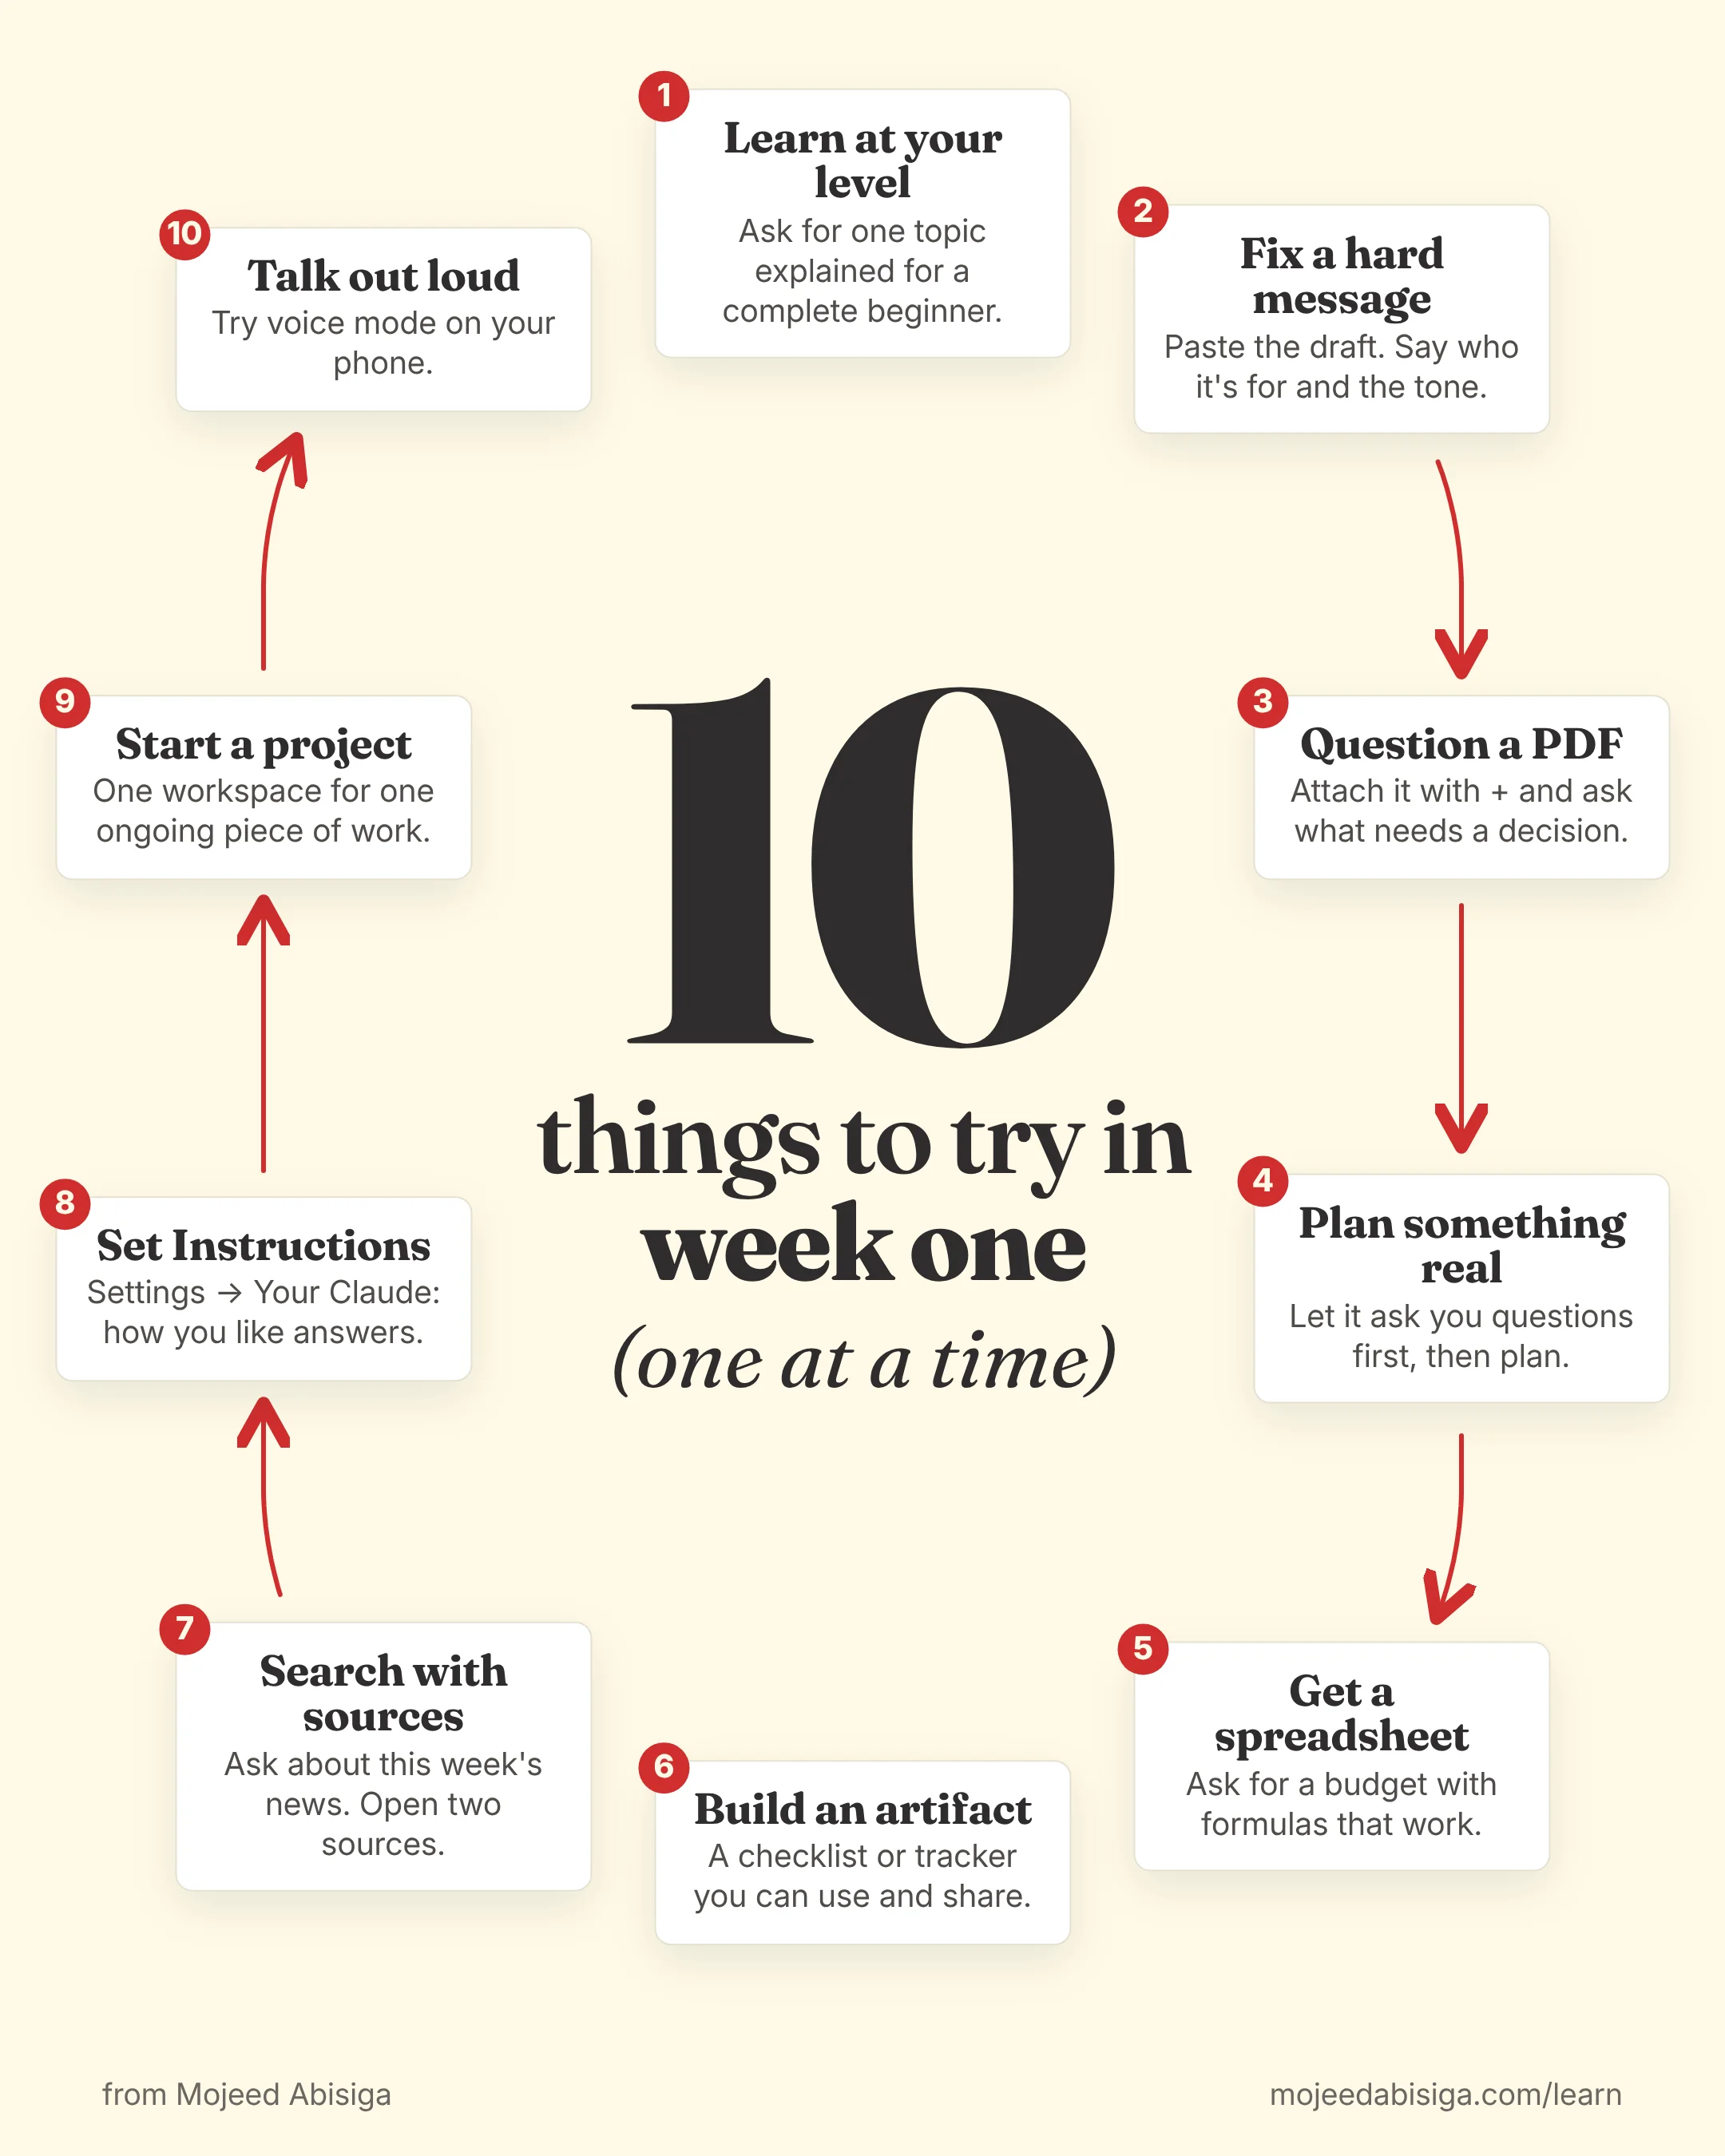 1
Learn at your
level
Ask for one topic
explained for a
complete beginner.
2
Fix a hard
message
Paste the draft. Say who
it's for and the tone.
3
Question a PDF
Attach it with + and ask
what needs a decision.
4
Plan something
real
Let it ask you questions
first, then plan.
5
Get a
spreadsheet
Ask for a budget with
formulas that work.
6
Build an artifact
A checklist or tracker
you can use and share.
7
Search with
sources
Ask about this week's
news. Open two
sources.
8
Set Instructions
Settings → Your Claude:
how you like answers.
9
Start a project
One workspace for one
ongoing piece of work.
10
Talk out loud
Try voice mode on your
phone.
10
things to try in
week one
(one at a time)
from Mojeed Abisiga
mojeedabisiga.com/learn